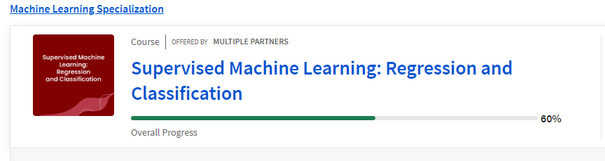 Machine Learning Specialization
Supervised Machine
Learning:
Regression
and Classification
Course | OFFERED BY MULTIPLE PARTNERS
Supervised Machine Learning: Regression and
Classification
60%
Overall Progress